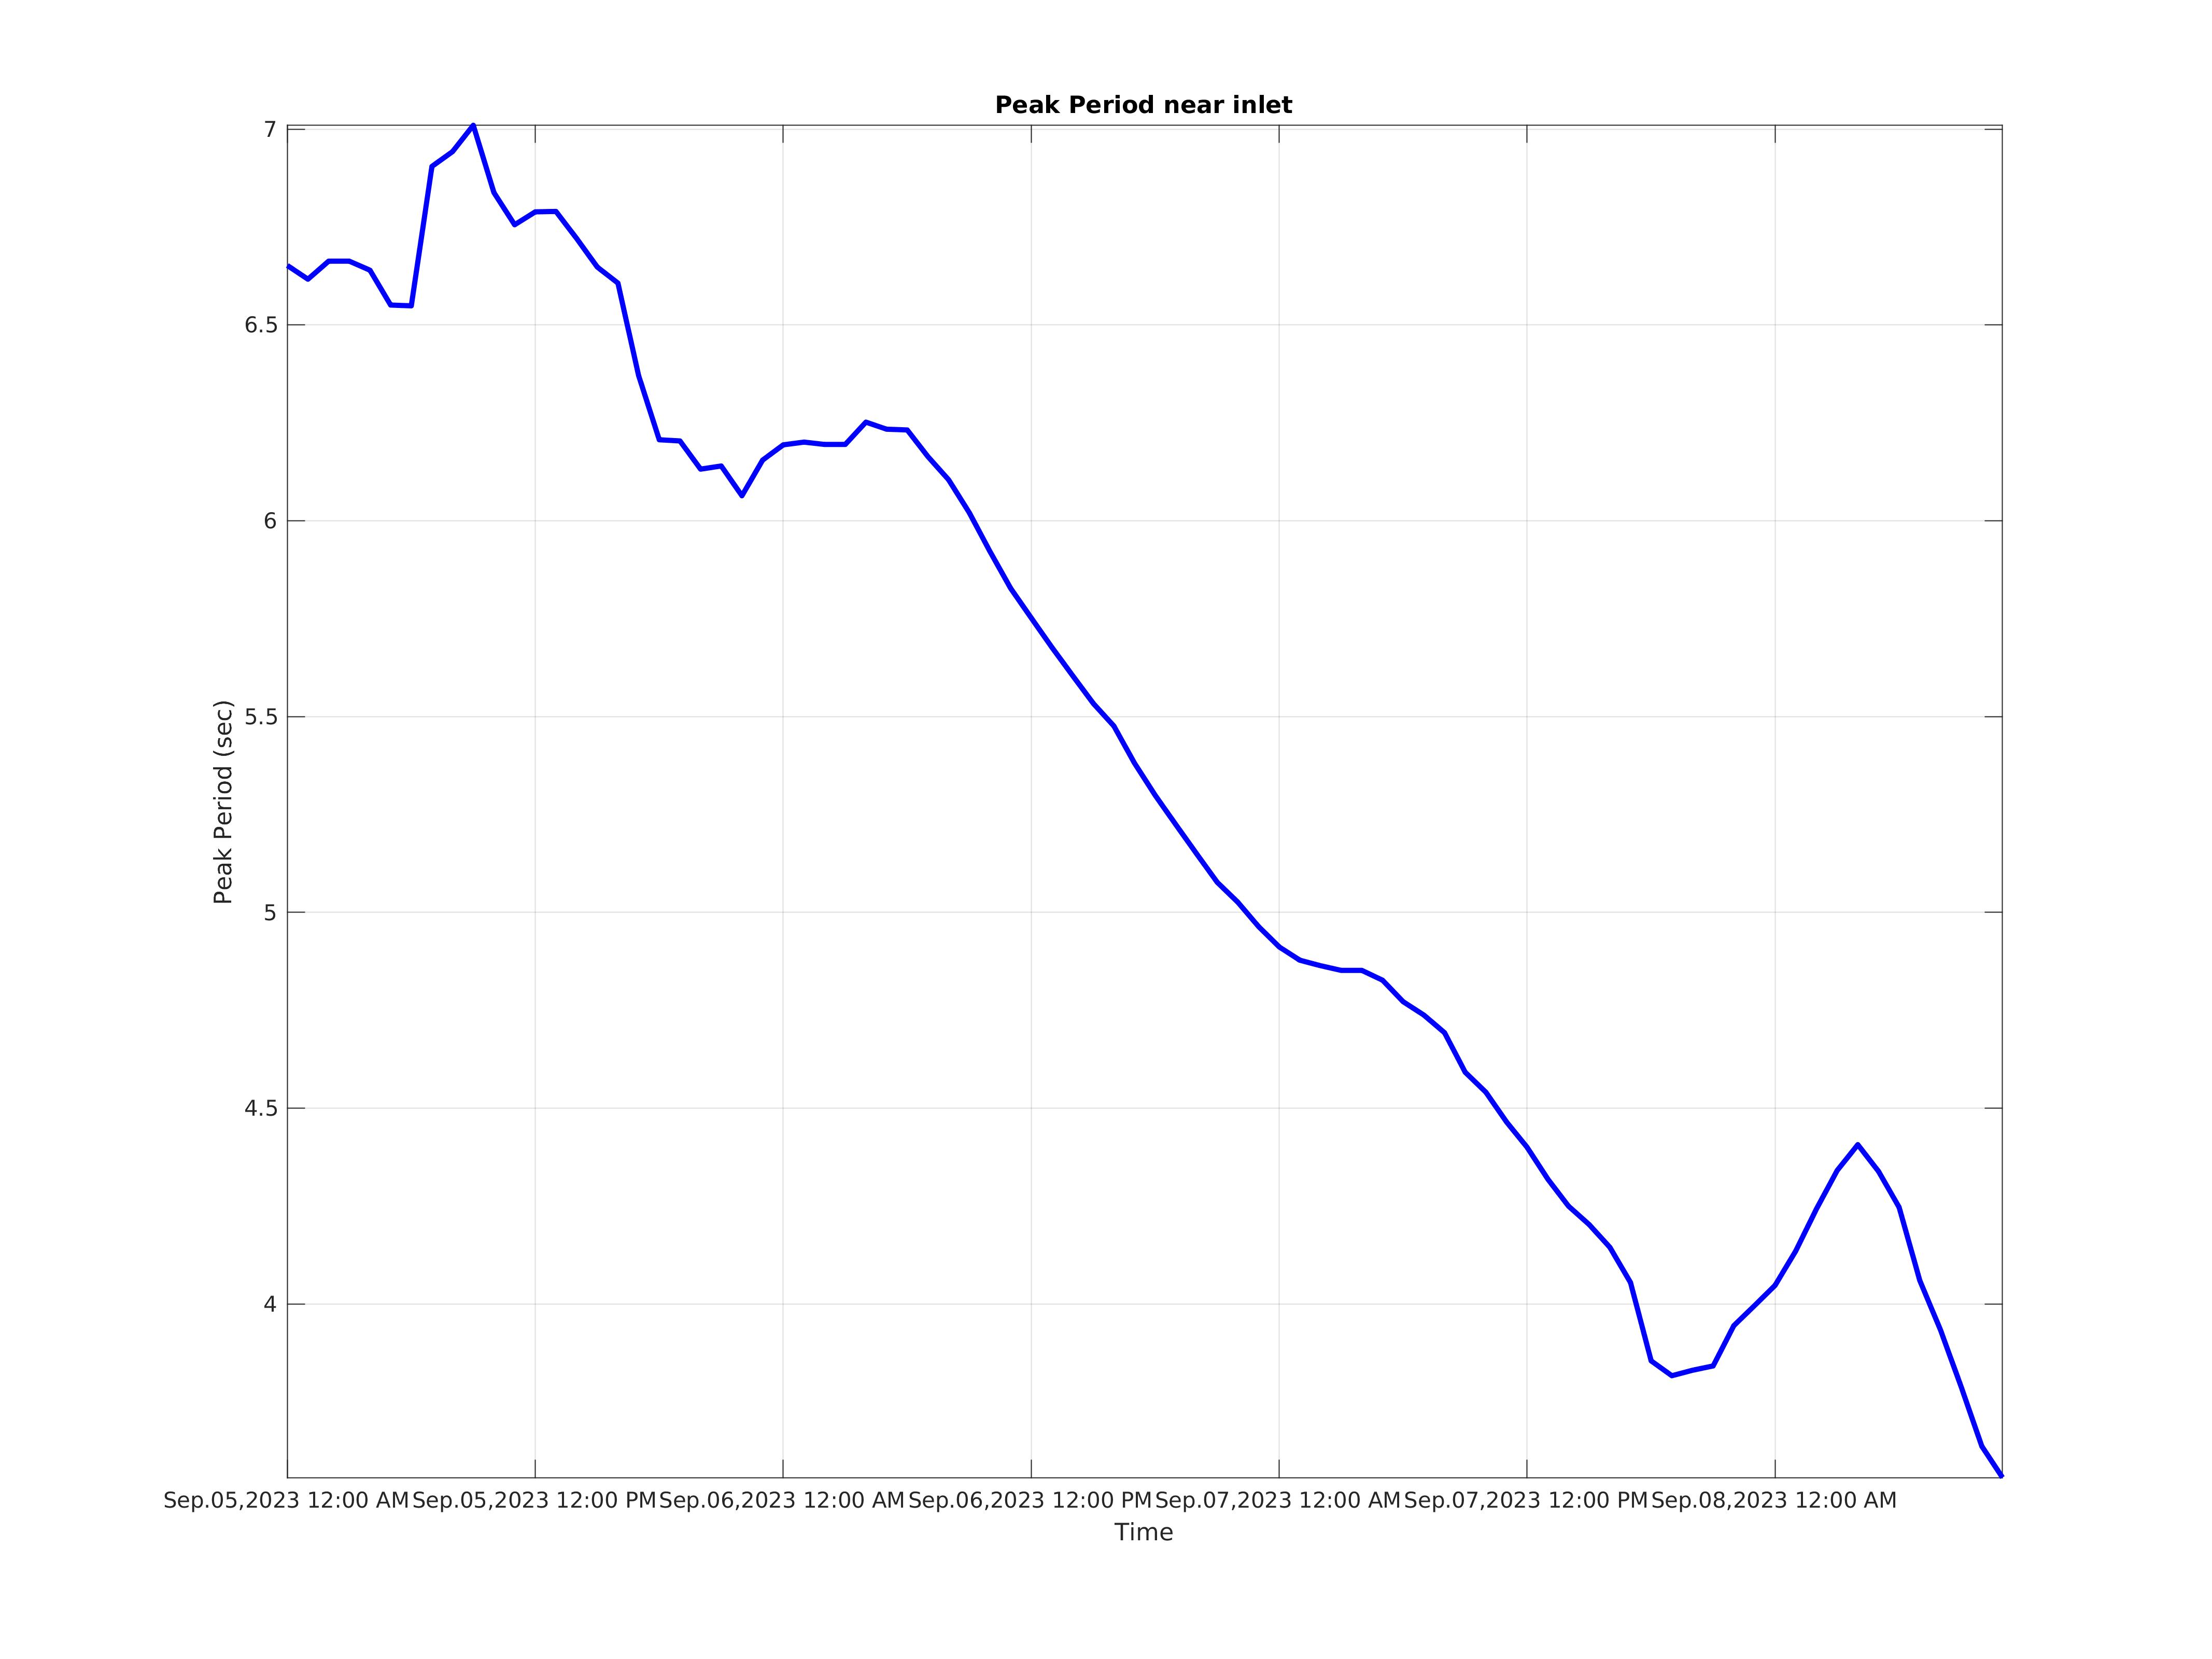 Peak Period near inlet
7
6.5
6
5.5
5
4.5
4
Peak Period (sec)
Sep.05,2023 12:00 AM Sep.05,2023 12:00 PM Sep.06,2023 12:00 AM Sep.06,2023 12:00 PM Sep.07,2023 12:00 AM Sep.07,2023 12:00 PM Sep.08,2023 12:00 AM
Time